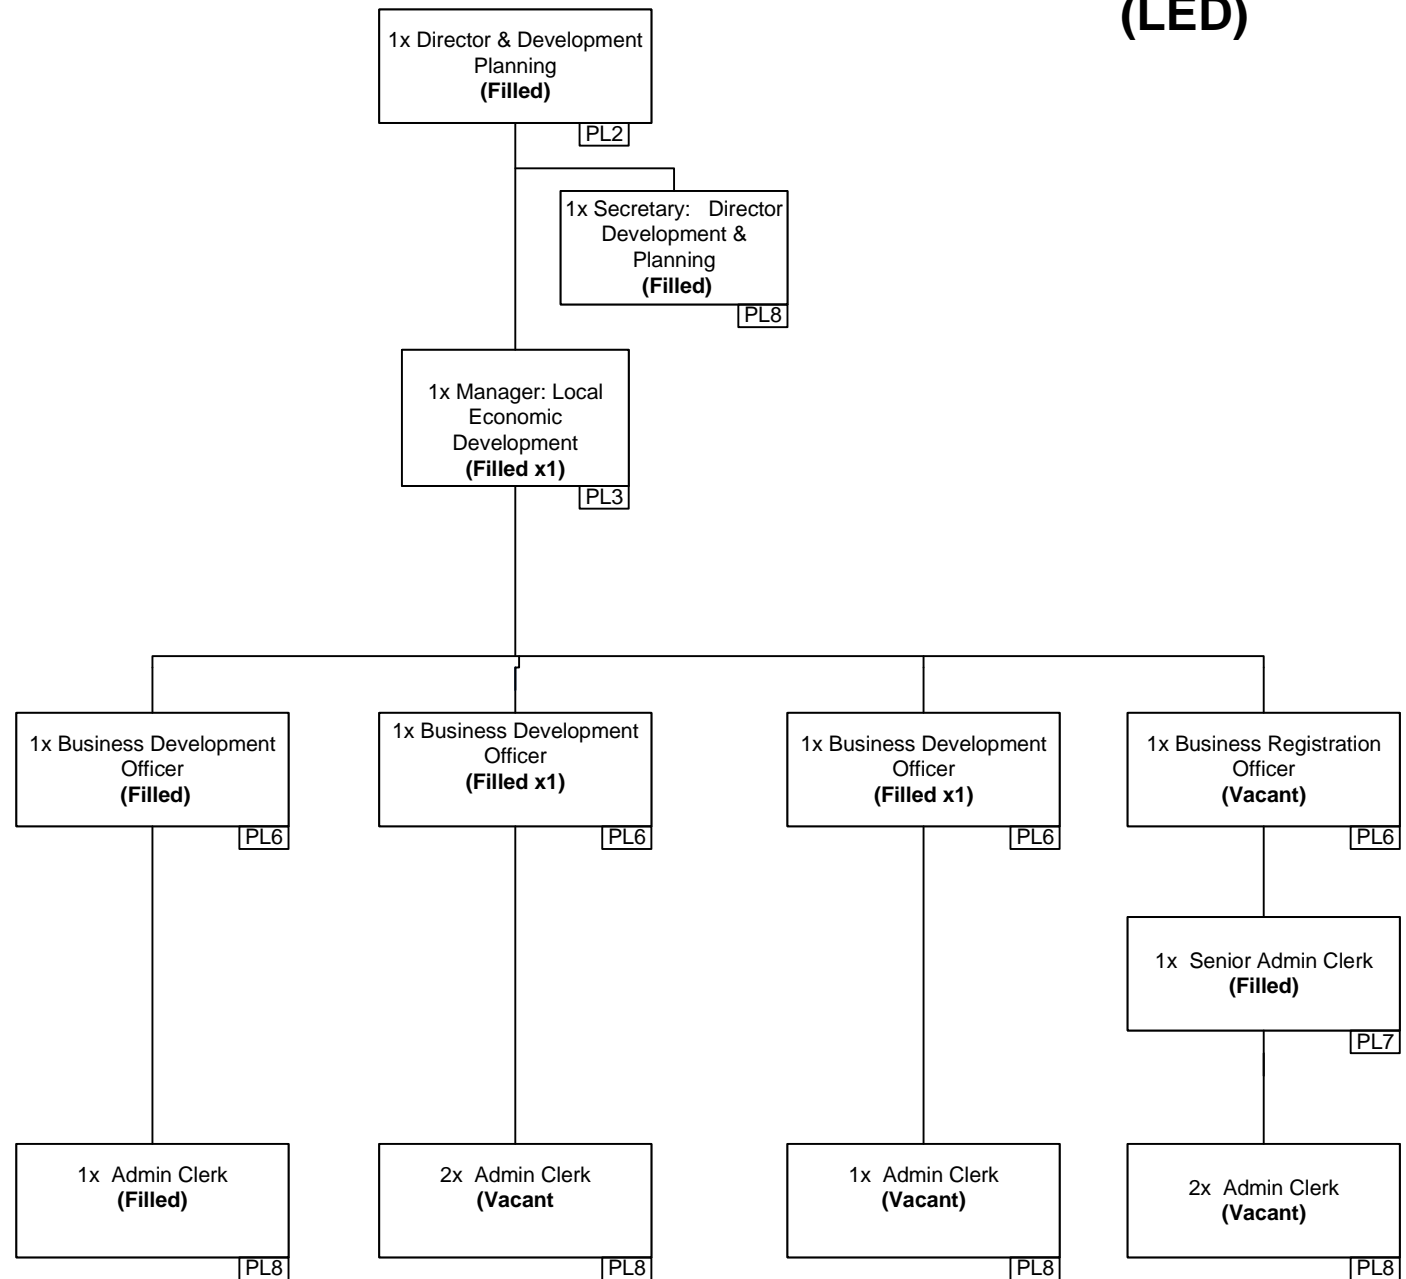 (LED)
1x Director & Development
Planning
(Filled)
PL2
1x Secretary: Director
Development &
Planning
(Filled)
PL8
1x Manager: Local
Economic
Development
(Filled x1)
PL3
1x Business Development
Officer
(Filled)
PL6
1x Business Development
Officer
(Filled x1)
PL6
1x Business Development
Officer
(Filled x1)
PL6
1x Business Registration
Officer
(Vacant)
PL6
1x Senior Admin Clerk
(Filled)
PL7
1x Admin Clerk
(Filled)
PL8
2x Admin Clerk
(Vacant
PL8
1x Admin Clerk
(Vacant)
PL8
2x Admin Clerk
(Vacant)
PL8